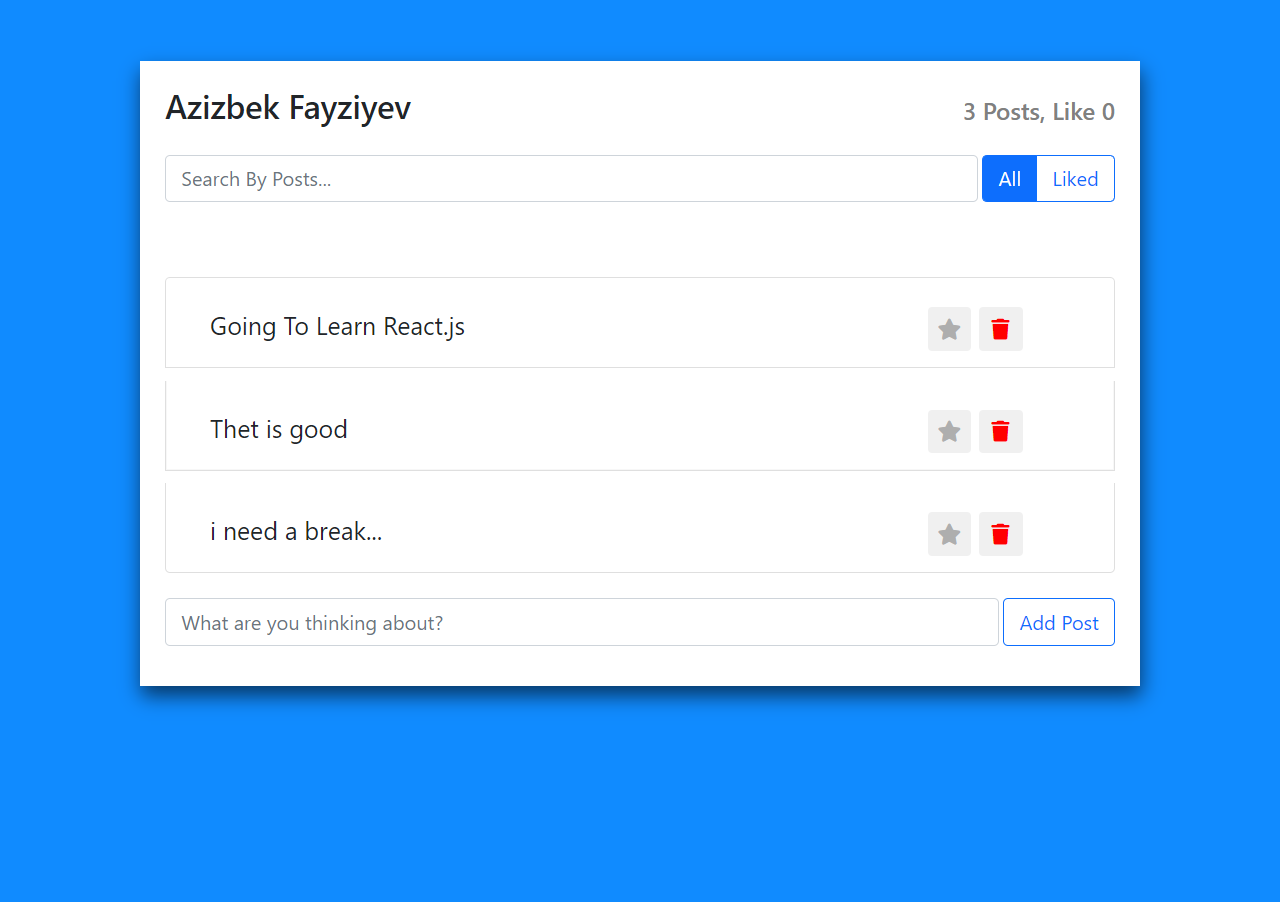 Azizbek Fayziyev
3 Posts, Like 0
Search By Posts...
All
Liked
Going To Learn React.js
Thet is good
i need a break...
What are you thinking about?
Add Post